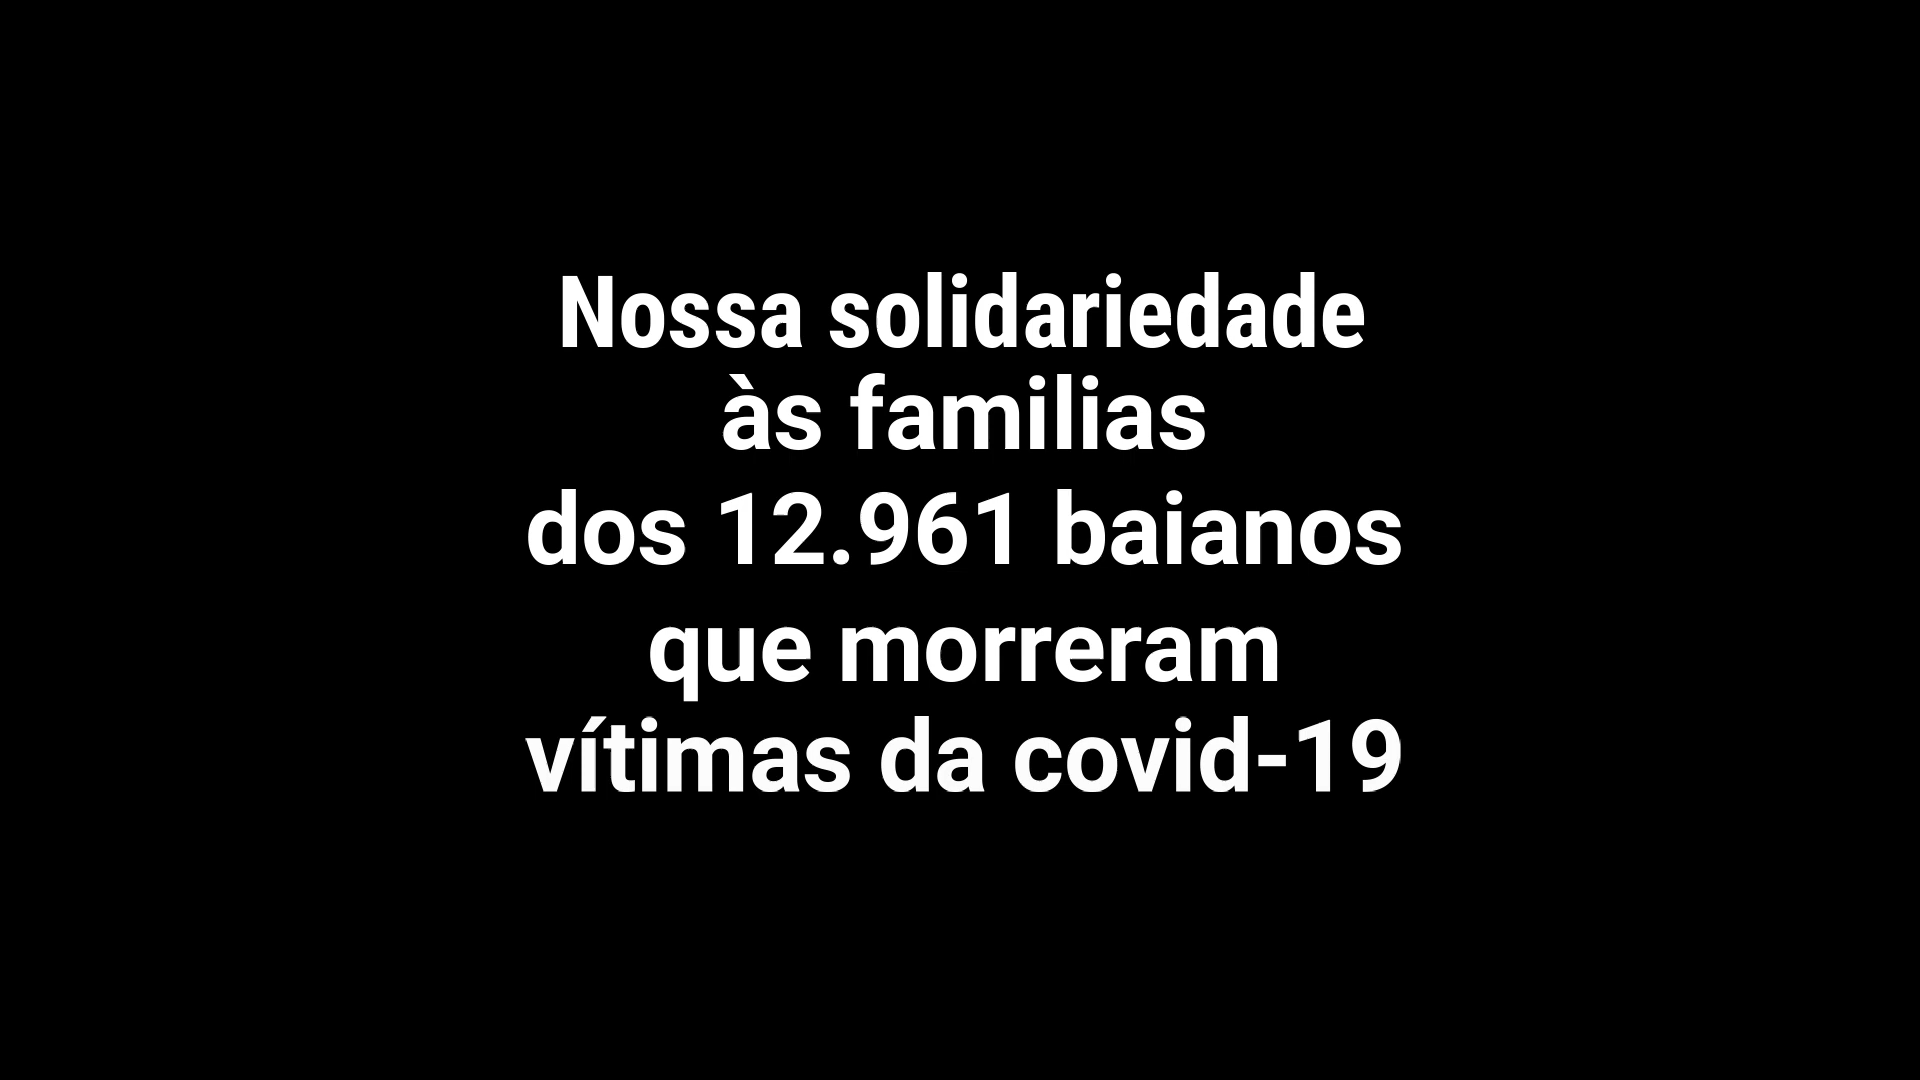 Nossa solidariedade
às familias
dos 12.961 baianos
que morreram
vítimas da covid-19